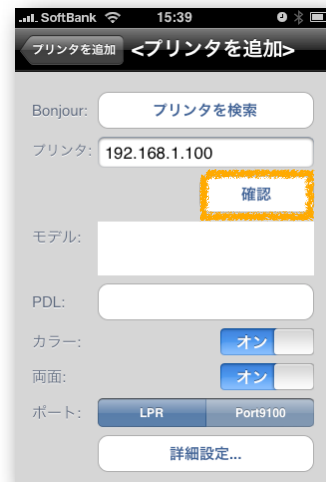 SoftBank 15:39
プリンタを追加 <プリンタを追加>
Bonjour: プリンタを検索
プリンタ: 192.168.1.100
確認
モデル:
PDL:
カラー: オン
両面: オン
ポート: LPR Port9100
詳細設定...